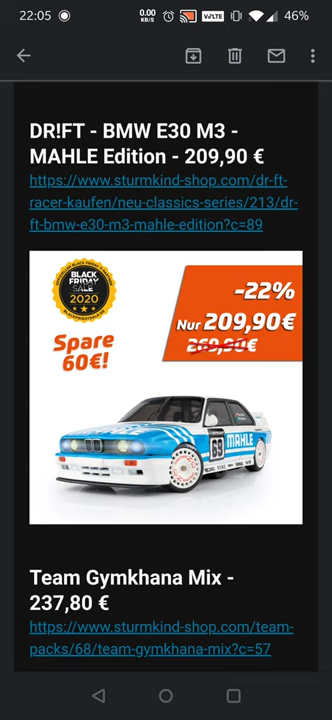 22:05
0.00 KB/S
VoLTE
46%
DR!FT - BMW E30 M3 -
MAHLE Edition - 209,90 €
https://www.sturmkind-shop.com/dr-ft-
racer-kaufen/neu-classics-series/213/dr-
ft-bmw-e30-m3-mahle-edition?c=89
BLACK
FRIDAY
SALE
2020
-22%
Nur 209,90€
269,90€
Spare
60€!
69
MAHLE
Team Gymkhana Mix -
237,80 €
https://www.sturmkind-shop.com/team-
packs/68/team-gymkhana-mix?c=57